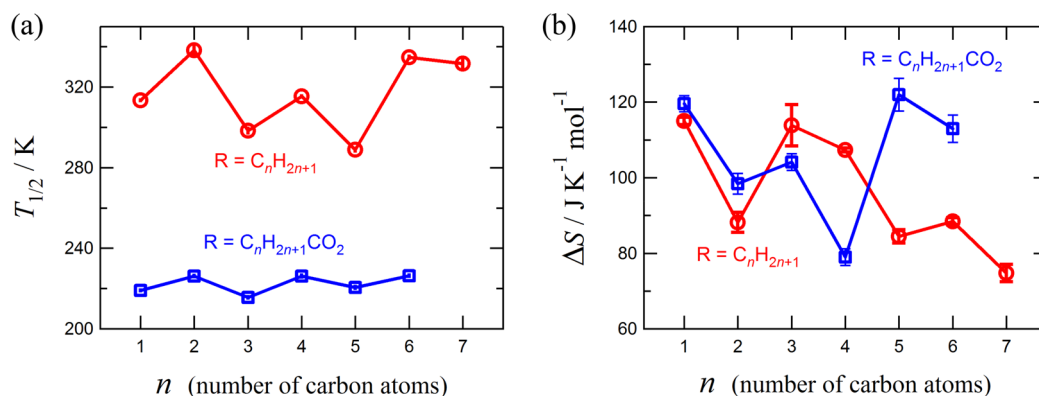 (a)
T1/2 / K
320
280
240
200
R = CnH2n+1
R = CnH2n+1CO2
1 2 3 4 5 6 7
n (number of carbon atoms)
(b)
ΔS / J K-1 mol-1
140
120
100
80
60
R = CnH2n+1CO2
R = CnH2n+1
1 2 3 4 5 6 7
n (number of carbon atoms)